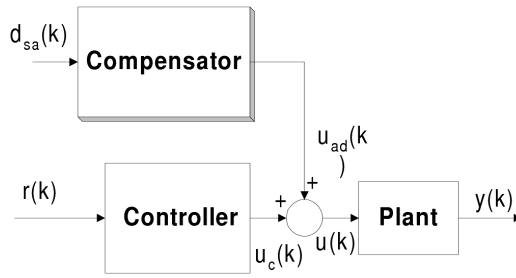 d_sa(k)
Compensator
u_ad(k
)
r(k)
+
+
Controller
Plant
y(k)
u_c(k)
u(k)